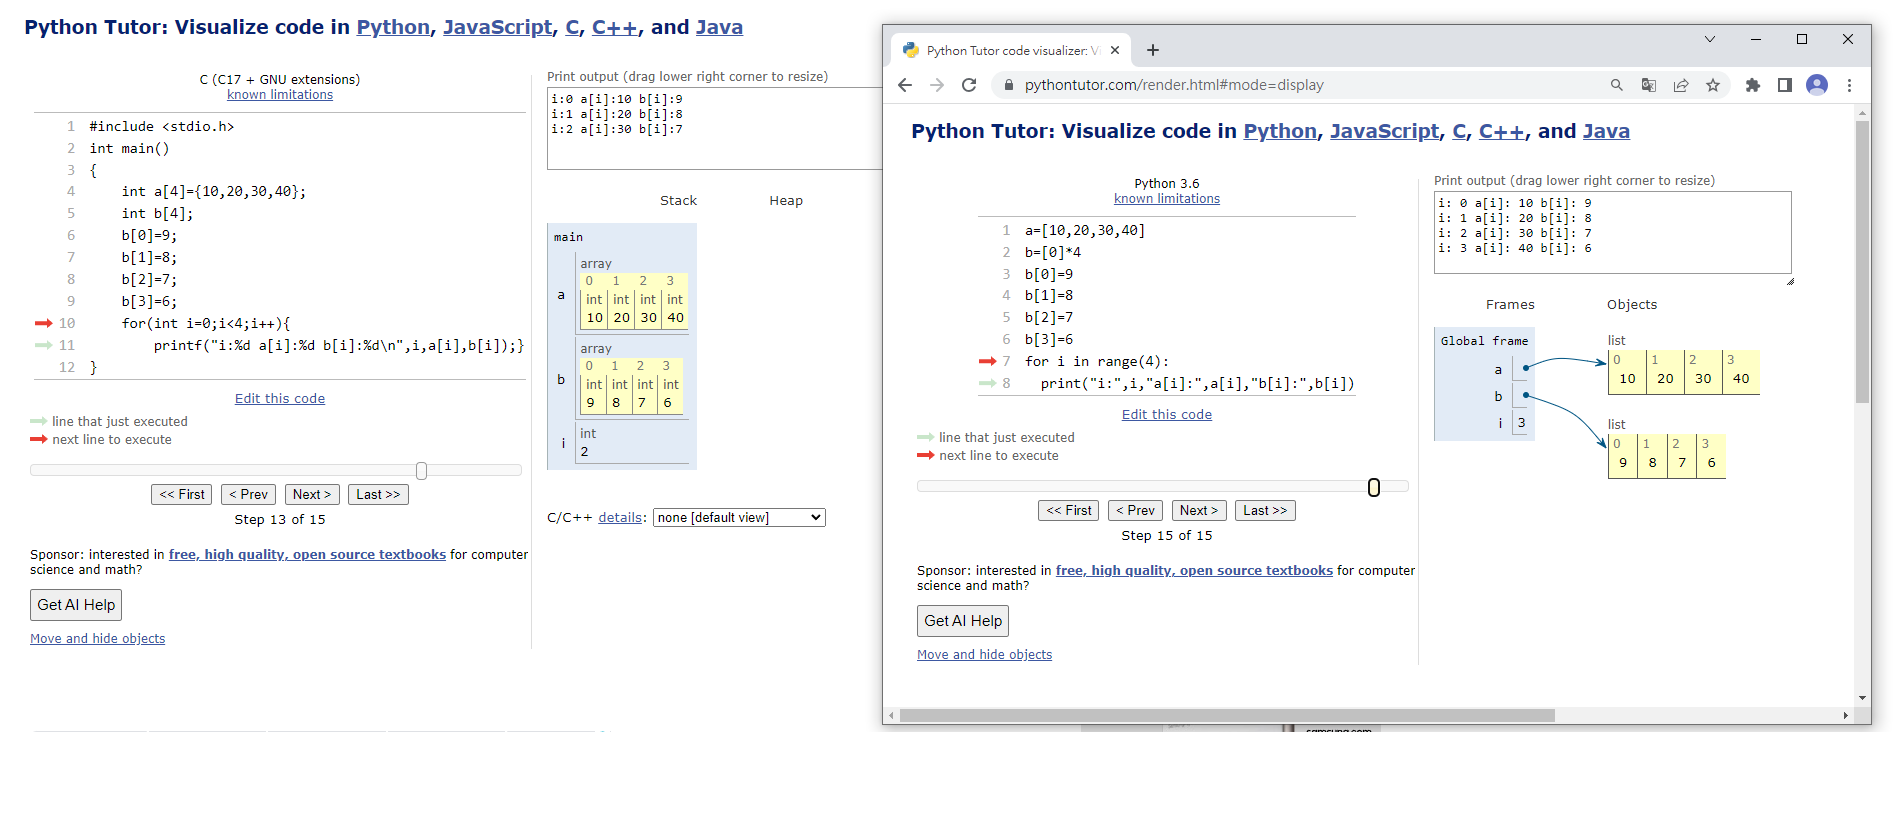 Python Tutor: Visualize code in Python, JavaScript, C, C++, and Java
C (C17 + GNU extensions)
known limitations
1 #include <stdio.h>
2 int main()
3 {
4 int a[4]={10,20,30,40};
5 int b[4];
6 b[0]=9;
7 b[1]=8;
8 b[2]=7;
9 b[3]=6;
10 for(int i=0;i<4;i++){
11 printf("i:%d a[i]:%d b[i]:%d\n",i,a[i],b[i]);}
12 }
Edit this code
line that just executed
next line to execute
<< First < Prev Next > Last >>
Step 13 of 15
Sponsor: interested in free, high quality, open source textbooks for computer
science and math?
Get AI Help
Move and hide objects
Print output (drag lower right corner to resize)
i:0 a[i]:10 b[i]:9
i:1 a[i]:20 b[i]:8
i:2 a[i]:30 b[i]:7
Stack Heap
main
array
0 1 2 3
a int int int int
10 20 30 40
array
0 1 2 3
b int int int int
9 8 7 6
int
i 2
C/C++ details: none [default view]
Python Tutor code visualizer: V
pythontutor.com/render.html#mode=display
Python Tutor: Visualize code in Python, JavaScript, C, C++, and Java
Python 3.6
known limitations
1 a=[10,20,30,40]
2 b=[0]*4
3 b[0]=9
4 b[1]=8
5 b[2]=7
6 b[3]=6
7 for i in range(4):
8 print("i:",i,"a[i]:",a[i],"b[i]:",b[i])
Edit this code
line that just executed
next line to execute
<< First < Prev Next > Last >>
Step 15 of 15
Sponsor: interested in free, high quality, open source textbooks for computer
science and math?
Get AI Help
Move and hide objects
Print output (drag lower right corner to resize)
i: 0 a[i]: 10 b[i]: 9
i: 1 a[i]: 20 b[i]: 8
i: 2 a[i]: 30 b[i]: 7
i: 3 a[i]: 40 b[i]: 6
Frames Objects
Global frame
a
b
i 3
list
0 1 2 3
10 20 30 40
list
0 1 2 3
9 8 7 6
samsung.com